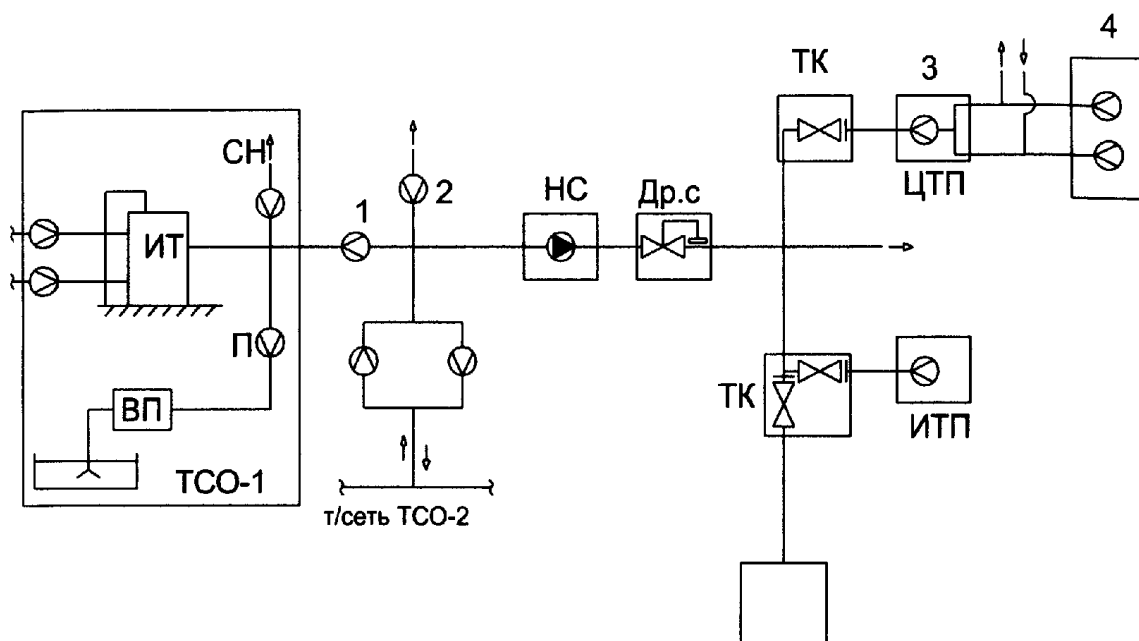 4
ТК
3
СН
2
НС
Др.с
1
ЦТП
ИТ
П
ТК
ВП
ИТП
ТСО-1
т/сеть ТСО-2